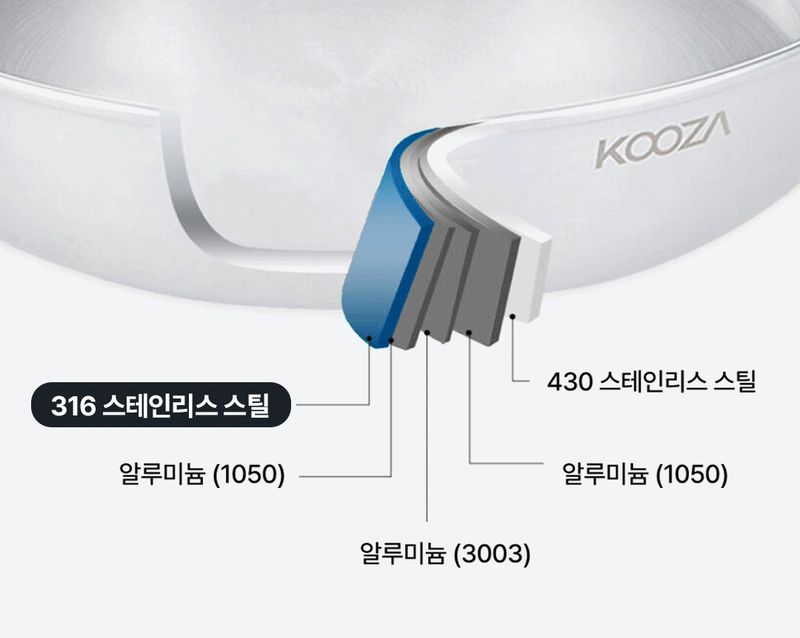 KOOZA
430 스테인리스 스틸
316 스테인리스 스틸
알루미늄 (1050)
알루미늄 (1050)
알루미늄 (3003)